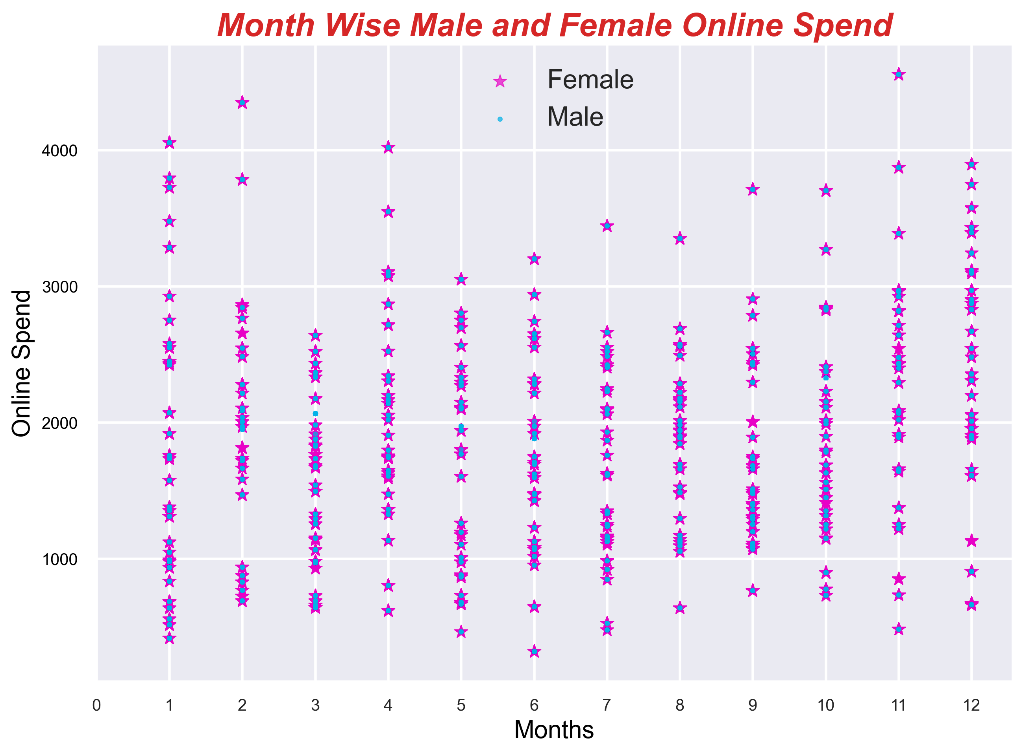 Month Wise Male and Female Online Spend
Female
Male
4000
3000
2000
1000
Online Spend
0 1 2 3 4 5 6 7 8 9 10 11 12
Months